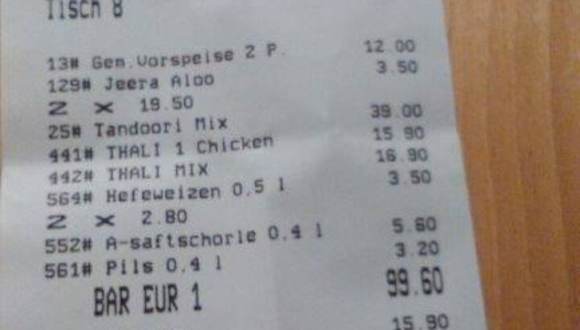 Tisch 8
13# Gem.Vorspeise 2 P. 12.00
129# Jeera Aloo 3.50
2 x 19.50
25# Tandoori Mix 39.00
441# THALI 1 Chicken 15.90
442# THALI MIX 16.90
564# Hefeweizen 0,5 l 3.50
2 x 2.80
552# A-saftschorle 0,4 l 5.60
561# Pils 0,4 l 3.20
BAR EUR 1 99.60
15.90